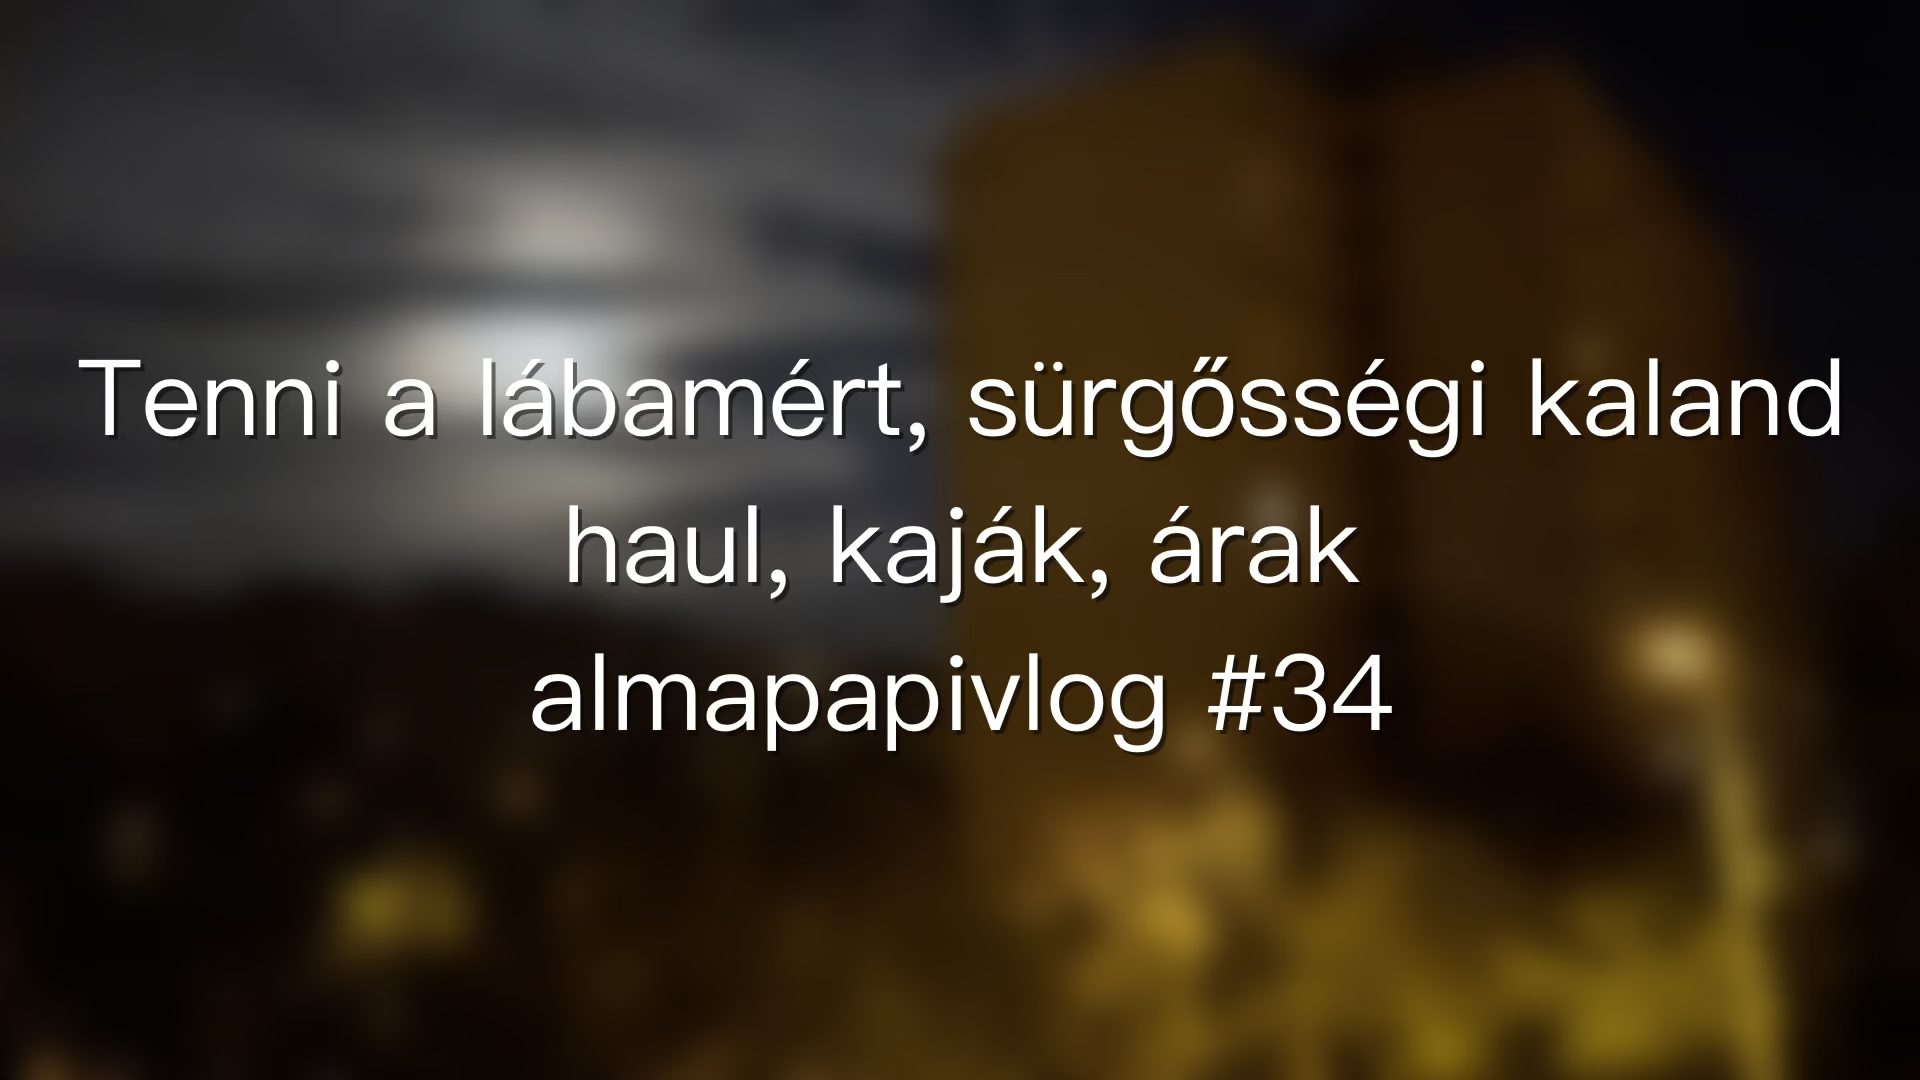 Tenni a lábamért, sürgősségi kaland
haul, kaják, árak
almapapivlog #34